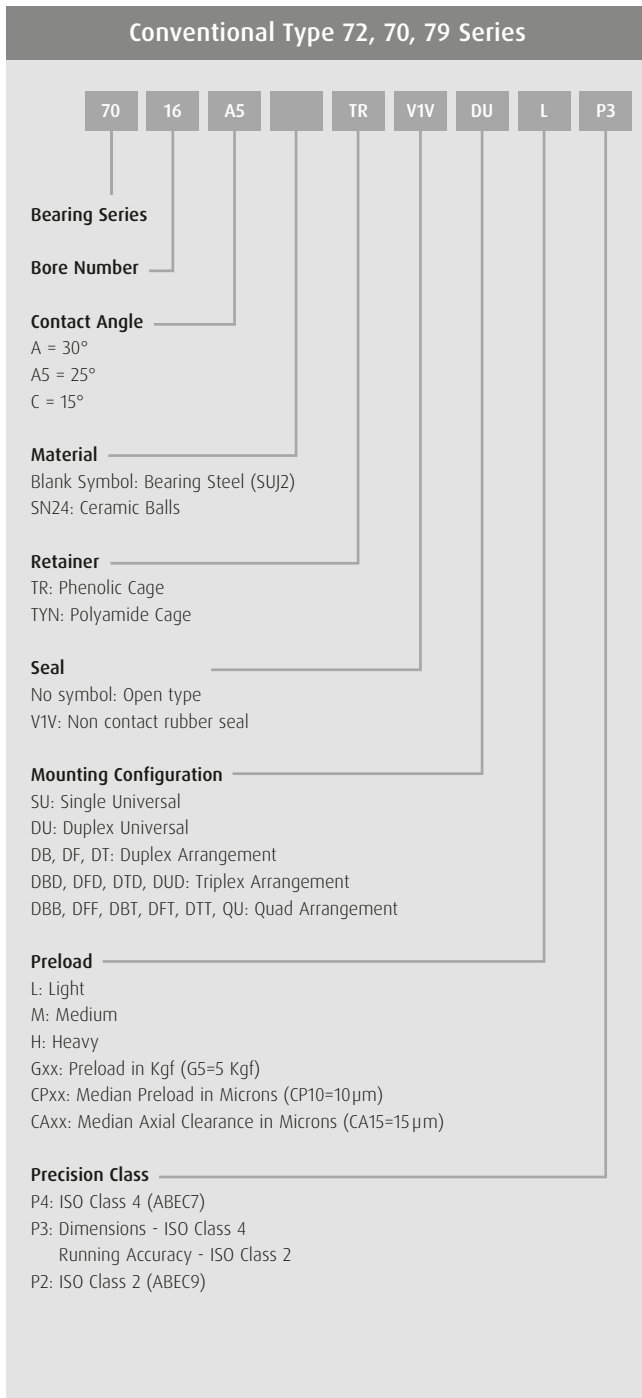 Conventional Type 72, 70, 79 Series
70 16 A5 TR V1V DU L P3
Bearing Series
Bore Number
Contact Angle
A = 30°
A5 = 25°
C = 15°
Material
Blank Symbol: Bearing Steel (SUJ2)
SN24: Ceramic Balls
Retainer
TR: Phenolic Cage
TYN: Polyamide Cage
Seal
No symbol: Open type
V1V: Non contact rubber seal
Mounting Configuration
SU: Single Universal
DU: Duplex Universal
DB, DF, DT: Duplex Arrangement
DBD, DFD, DTD, DUD: Triplex Arrangement
DBB, DFF, DBT, DFT, DTT, QU: Quad Arrangement
Preload
L: Light
M: Medium
H: Heavy
Gxx: Preload in Kgf (G5=5 Kgf)
CPxx: Median Preload in Microns (CP10=10μm)
CAxx: Median Axial Clearance in Microns (CA15=15μm)
Precision Class
P4: ISO Class 4 (ABEC7)
P3: Dimensions - ISO Class 4
Running Accuracy - ISO Class 2
P2: ISO Class 2 (ABEC9)